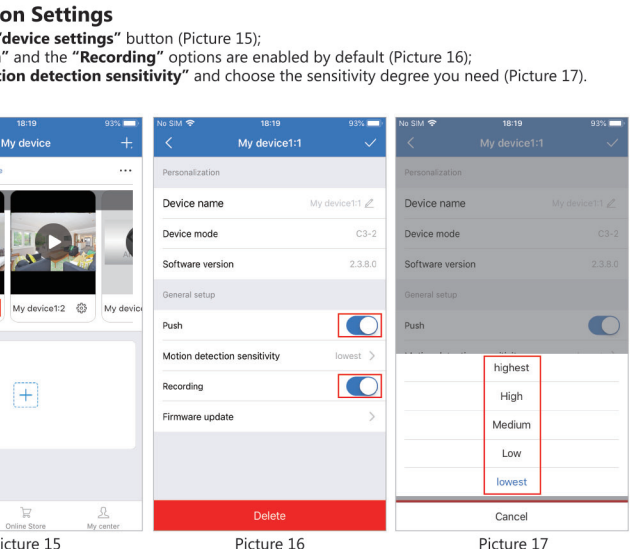 on Settings
"device settings" button (Picture 15);
" and the "Recording" options are enabled by default (Picture 16);
tion detection sensitivity" and choose the sensitivity degree you need (Picture 17).
18:19 93%
My device +
...
My device1:2 My devic
+
Online Store My center
icture 15
No SIM 18:19 93%
< My device1:1
Personalization
Device name My device1:1
Device mode C3-2
Software version 2.3.8.0
General setup
Push
Motion detection sensitivity lowest >
Recording
Firmware update >
Delete
Picture 16
No SIM 18:19 93%
< My device1:1
Personalization
Device name My device1:1
Device mode C3-2
Software version 2.3.8.0
General setup
Push
highest
High
Medium
Low
lowest
Cancel
Picture 17